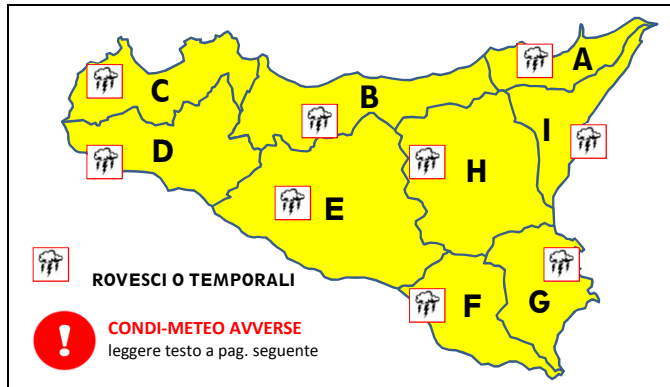 A
C
B
I
D
H
E
F
G
ROVESCI O TEMPORALI
CONDI-METEO AVVERSE
leggere testo a pag. seguente